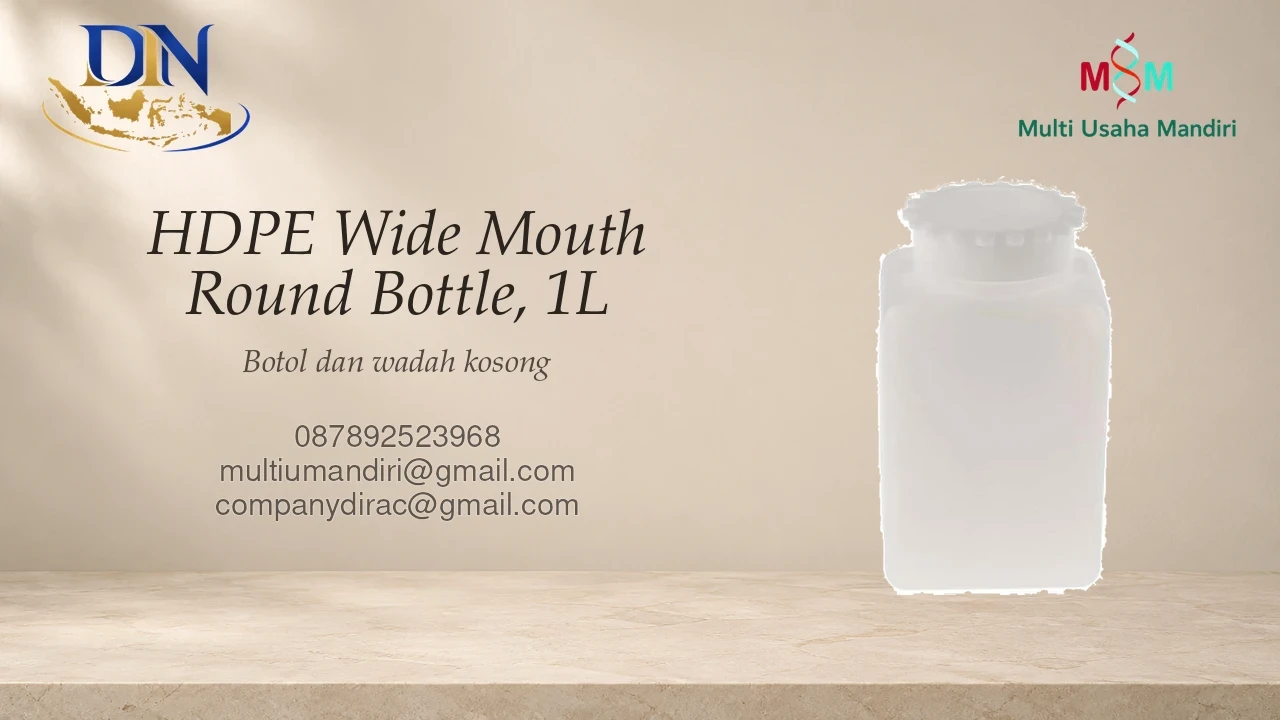 DIN
M M
Multi Usaha Mandiri
HDPE Wide Mouth
Round Bottle, 1L
Botol dan wadah kosong
087892523968
multiumandiri@gmail.com
companydirac@gmail.com